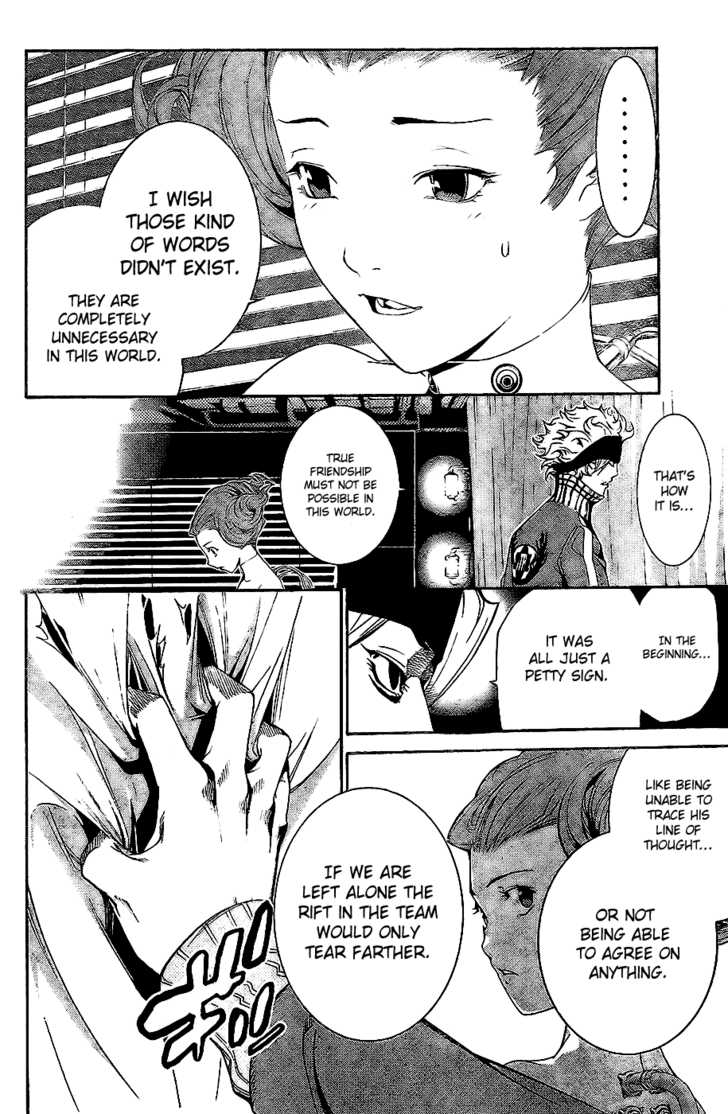 ......
I WISH
THOSE KIND
OF WORDS
DIDN'T EXIST.
THEY ARE
COMPLETELY
UNNECESSARY
IN THIS WORLD.
THAT'S
HOW
IT IS...
TRUE
FRIENDSHIP
MUST NOT BE
POSSIBLE IN
THIS WORLD.
IN THE
BEGINNING...
IT WAS
ALL JUST A
PETTY SIGN.
LIKE BEING
UNABLE TO
TRACE HIS
LINE OF
THOUGHT...
OR NOT
BEING ABLE
TO AGREE ON
ANYTHING.
IF WE ARE
LEFT ALONE THE
RIFT IN THE TEAM
WOULD ONLY
TEAR FARTHER.